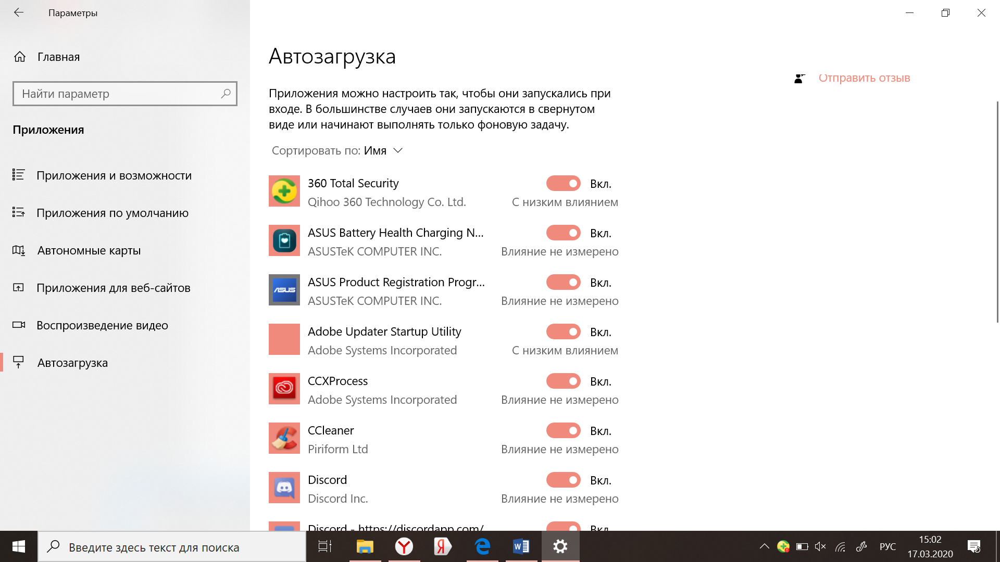 Параметры
Главная
Найти параметр
Приложения
Приложения и возможности
Приложения по умолчанию
Автономные карты
Приложения для веб-сайтов
Воспроизведение видео
Автозагрузка
Автозагрузка
Отправить отзыв
Приложения можно настроить так, чтобы они запускались при
входе. В большинстве случаев они запускаются в свернутом
виде или начинают выполнять только фоновую задачу.
Сортировать по: Имя
360 Total Security Вкл.
Qihoo 360 Technology Co. Ltd. С низким влиянием
ASUS Battery Health Charging N... Вкл.
ASUSTeK COMPUTER INC. Влияние не измерено
ASUS
ASUS Product Registration Progr... Вкл.
ASUSTeK COMPUTER INC. Влияние не измерено
Adobe Updater Startup Utility Вкл.
Adobe Systems Incorporated С низким влиянием
CCXProcess Вкл.
Adobe Systems Incorporated Влияние не измерено
CCleaner Вкл.
Piriform Ltd Влияние не измерено
Discord Вкл.
Discord Inc. Влияние не измерено
Discord - https://discordapp.com/ Вкл.
Введите здесь текст для поиска
РУС
15:02
17.03.2020